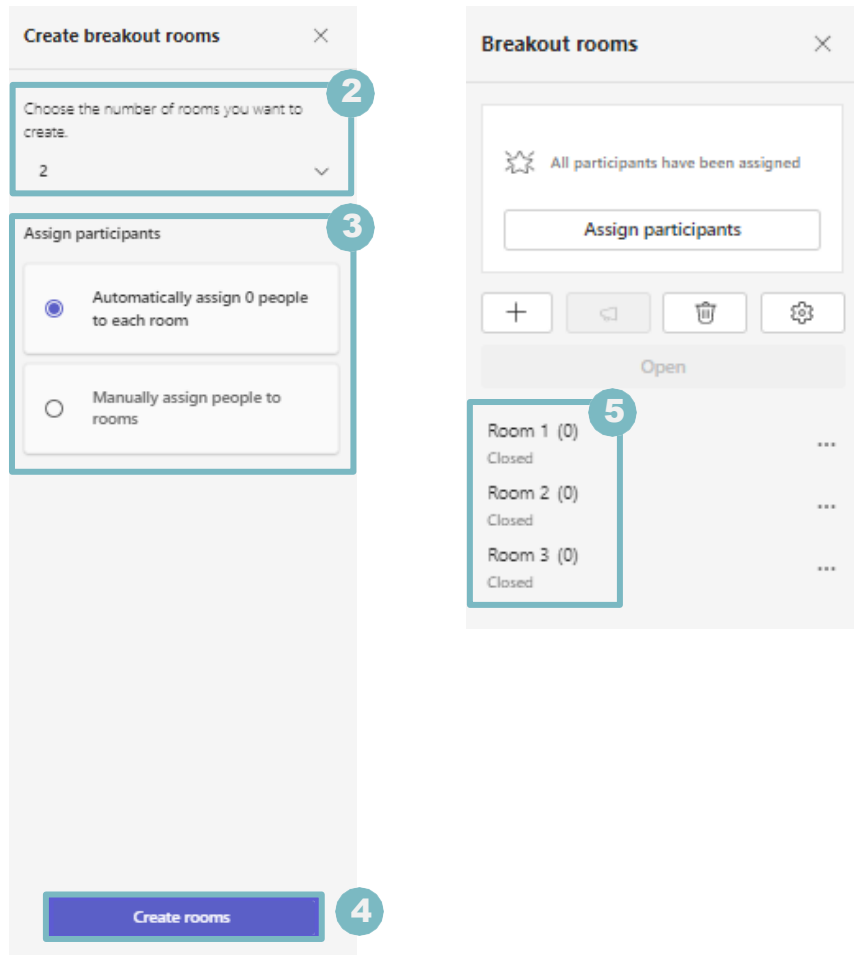 Create breakout rooms
2
Choose the number of rooms you want to
create.
2
3
Assign participants
Automatically assign 0 people
to each room
Manually assign people to
rooms
Create rooms
4
Breakout rooms
All participants have been assigned
Assign participants
Open
5
Room 1 (0)
Closed
Room 2 (0)
Closed
Room 3 (0)
Closed